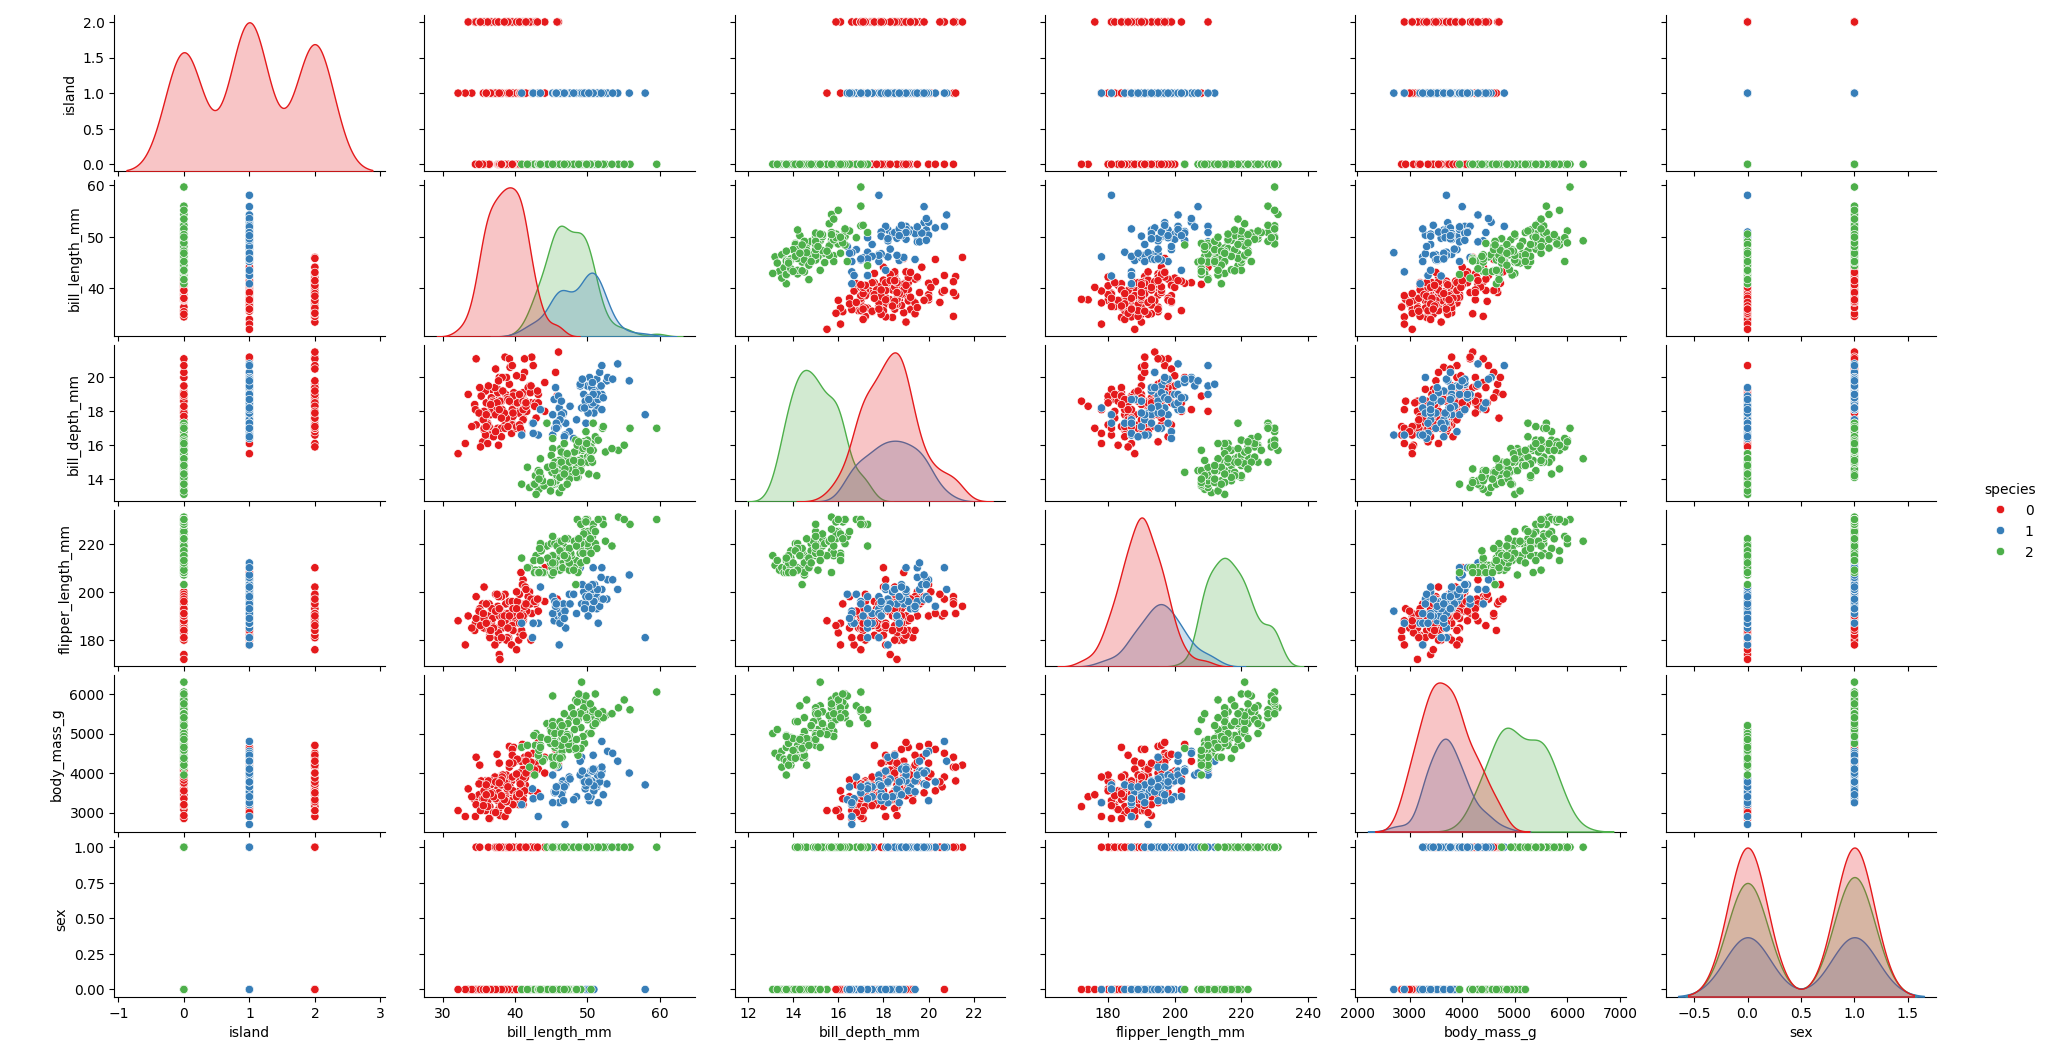 2.0
1.5
1.0
0.5
0.0
island
60
50
40
bill_length_mm
20
18
16
14
bill_depth_mm
species
0
1
2
220
200
180
flipper_length_mm
6000
5000
4000
3000
body_mass_g
1.00
0.75
0.50
0.25
0.00
sex
−1 0 1 2 3
30 40 50 60
12 14 16 18 20 22
180 200 220 240
2000 3000 4000 5000 6000 7000
−0.5 0.0 0.5 1.0 1.5
island bill_length_mm bill_depth_mm flipper_length_mm body_mass_g sex